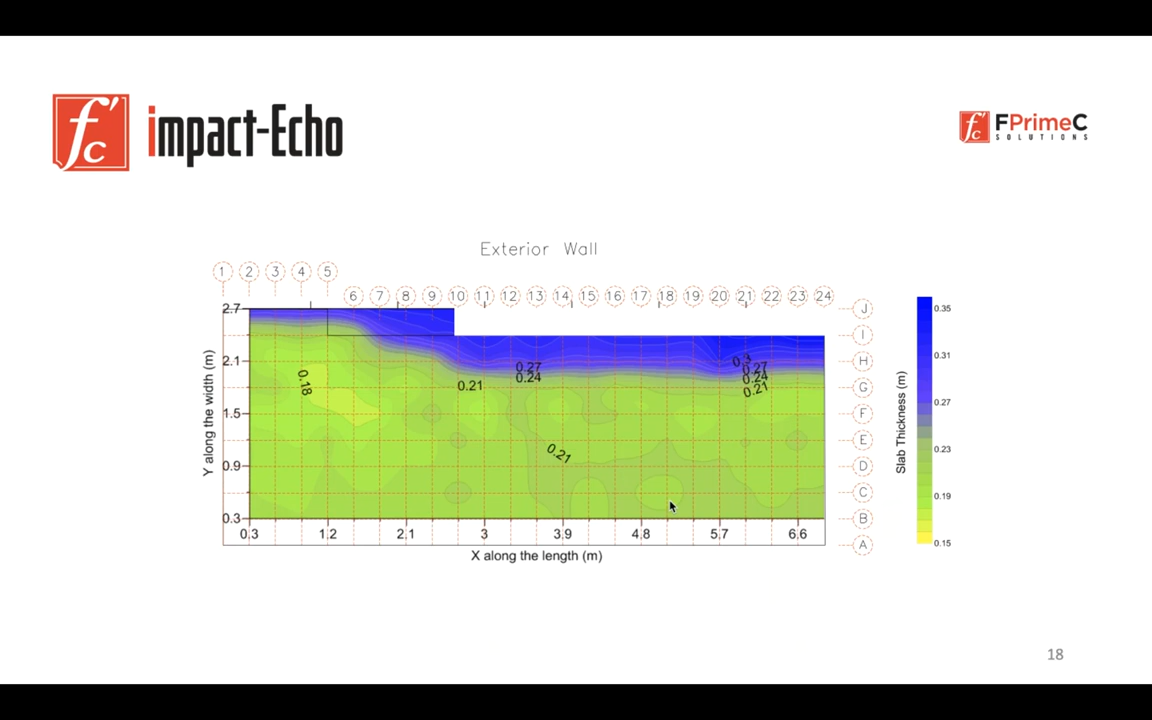 f'c impact-Echo
f'c FPrimeC
SOLUTIONS
Exterior Wall
1 2 3 4 5
6 7 8 9 10 11 12 13 14 15 16 17 18 19 20 21 22 23 24
2.7
2.1
1.5
0.9
0.3
Y along the width (m)
0.18
0.21
0.27
0.24
0.21
0.3
0.27
0.24
0.21
J
I
H
G
F
E
D
C
B
A
0.3 1.2 2.1 3 3.9 4.8 5.7 6.6
X along the length (m)
Slab Thickness (m)
0.35
0.31
0.27
0.23
0.19
0.15
18